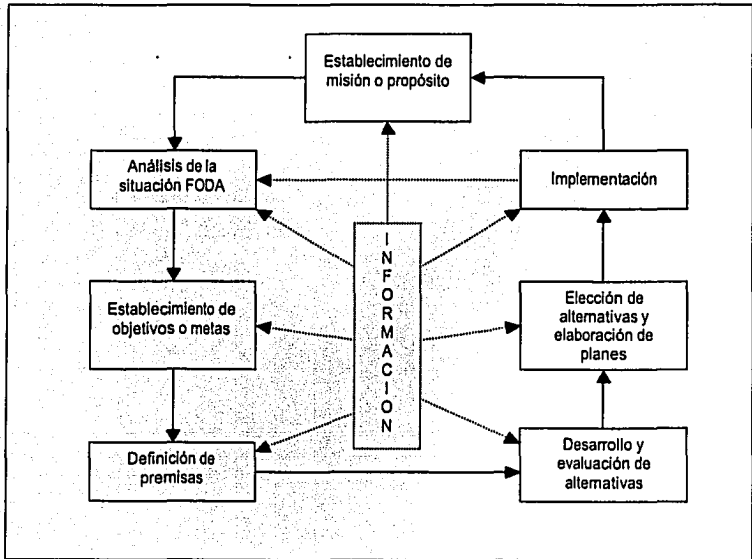 Establecimiento de
misión o propósito
Análisis de la
situación FODA
Implementación
INFORMACION
Establecimiento de
objetivos o metas
Elección de
alternativas y
elaboración de
planes
Definición de
premisas
Desarrollo y
evaluación de
alternativas